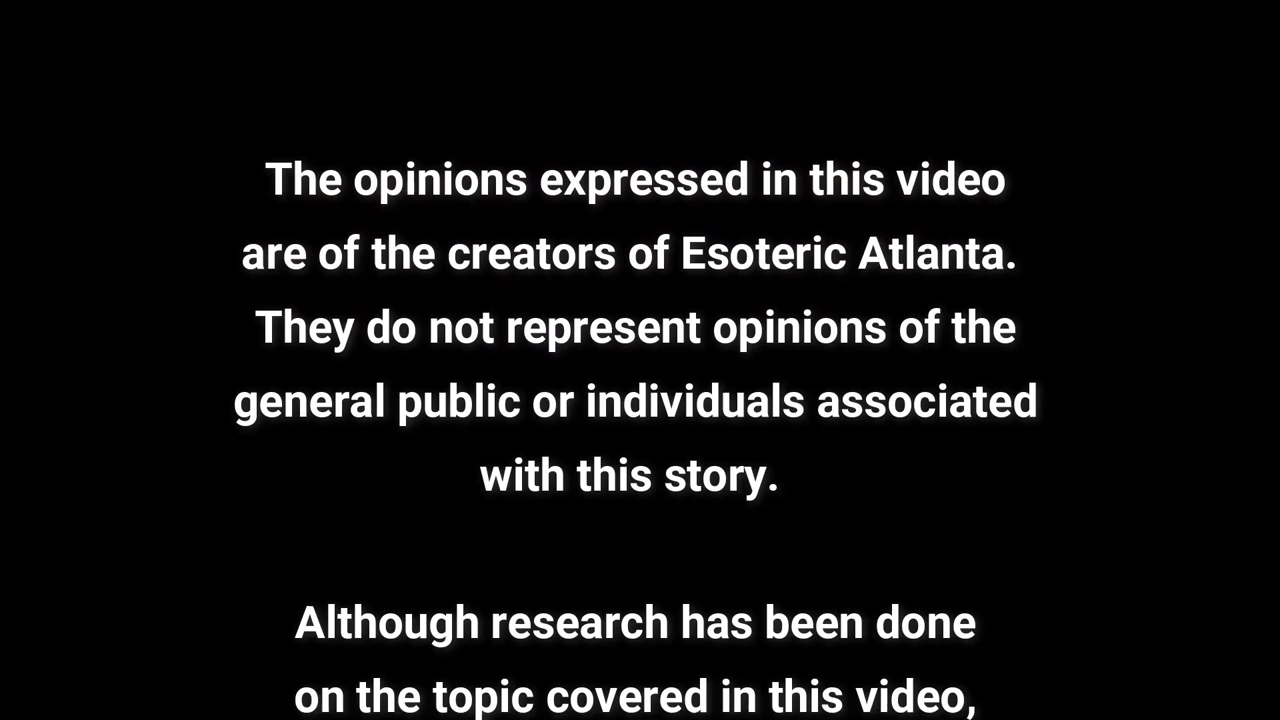 The opinions expressed in this video
are of the creators of Esoteric Atlanta.
They do not represent opinions of the
general public or individuals associated
with this story.
Although research has been done
on the topic covered in this video,